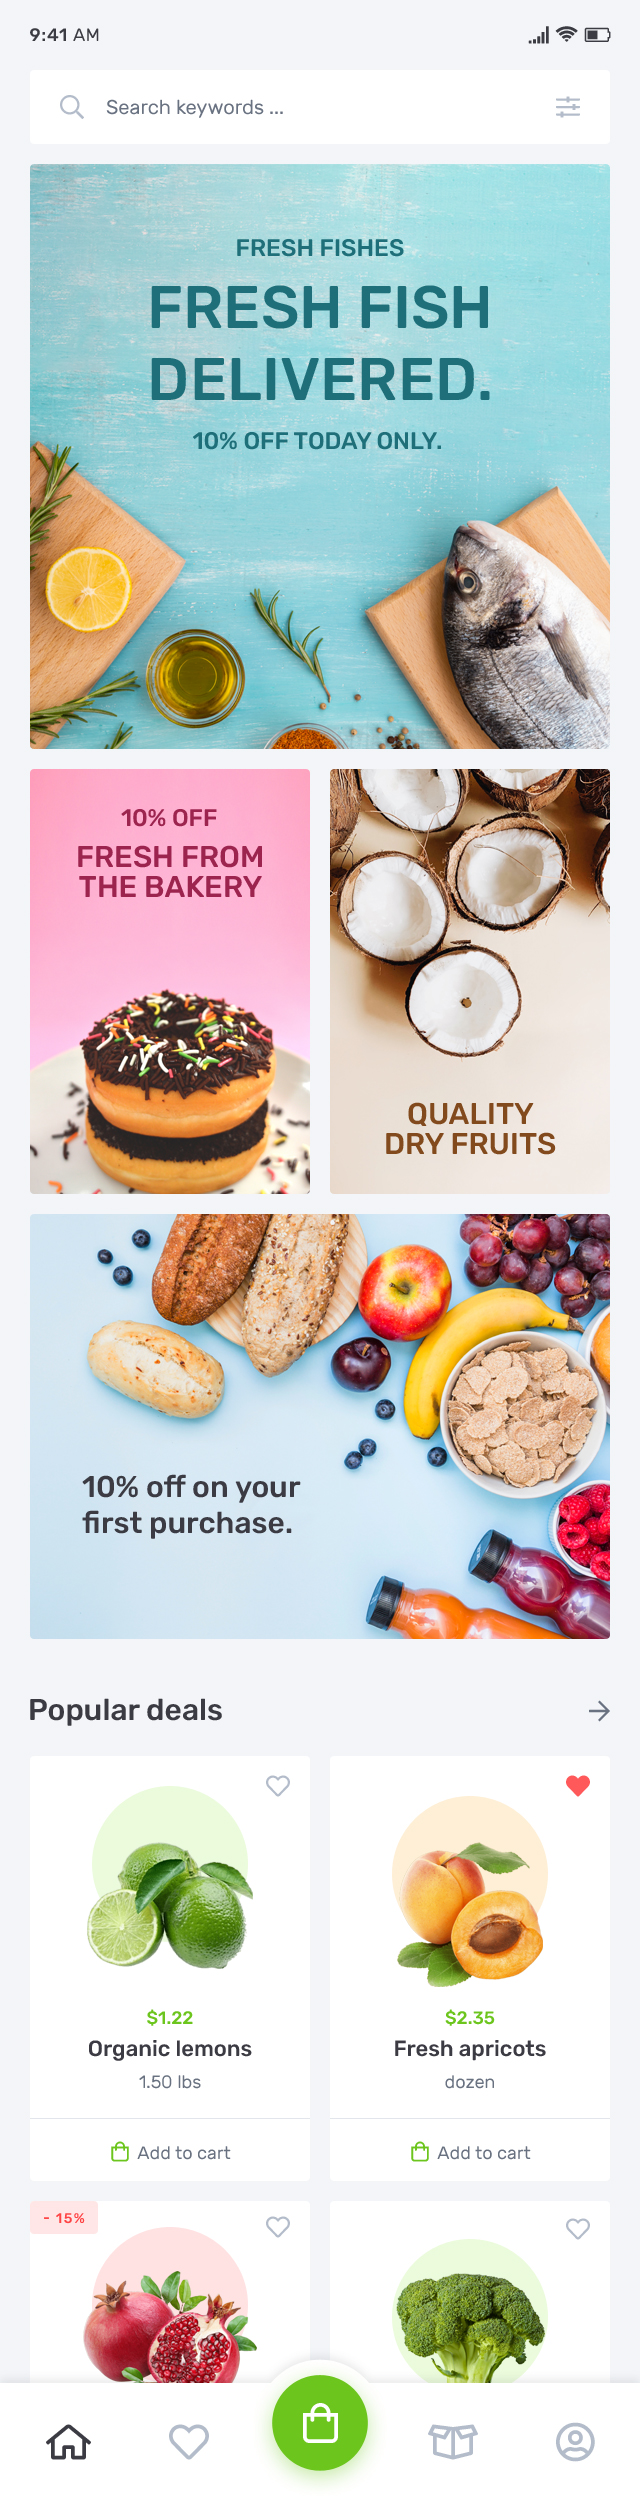 9:41 AM
Search keywords ...
FRESH FISHES
FRESH FISH
DELIVERED.
10% OFF TODAY ONLY.
10% OFF
FRESH FROM
THE BAKERY
QUALITY
DRY FRUITS
10% off on your
first purchase.
Popular deals
$1.22
Organic lemons
1.50 lbs
Add to cart
$2.35
Fresh apricots
dozen
Add to cart
- 15%